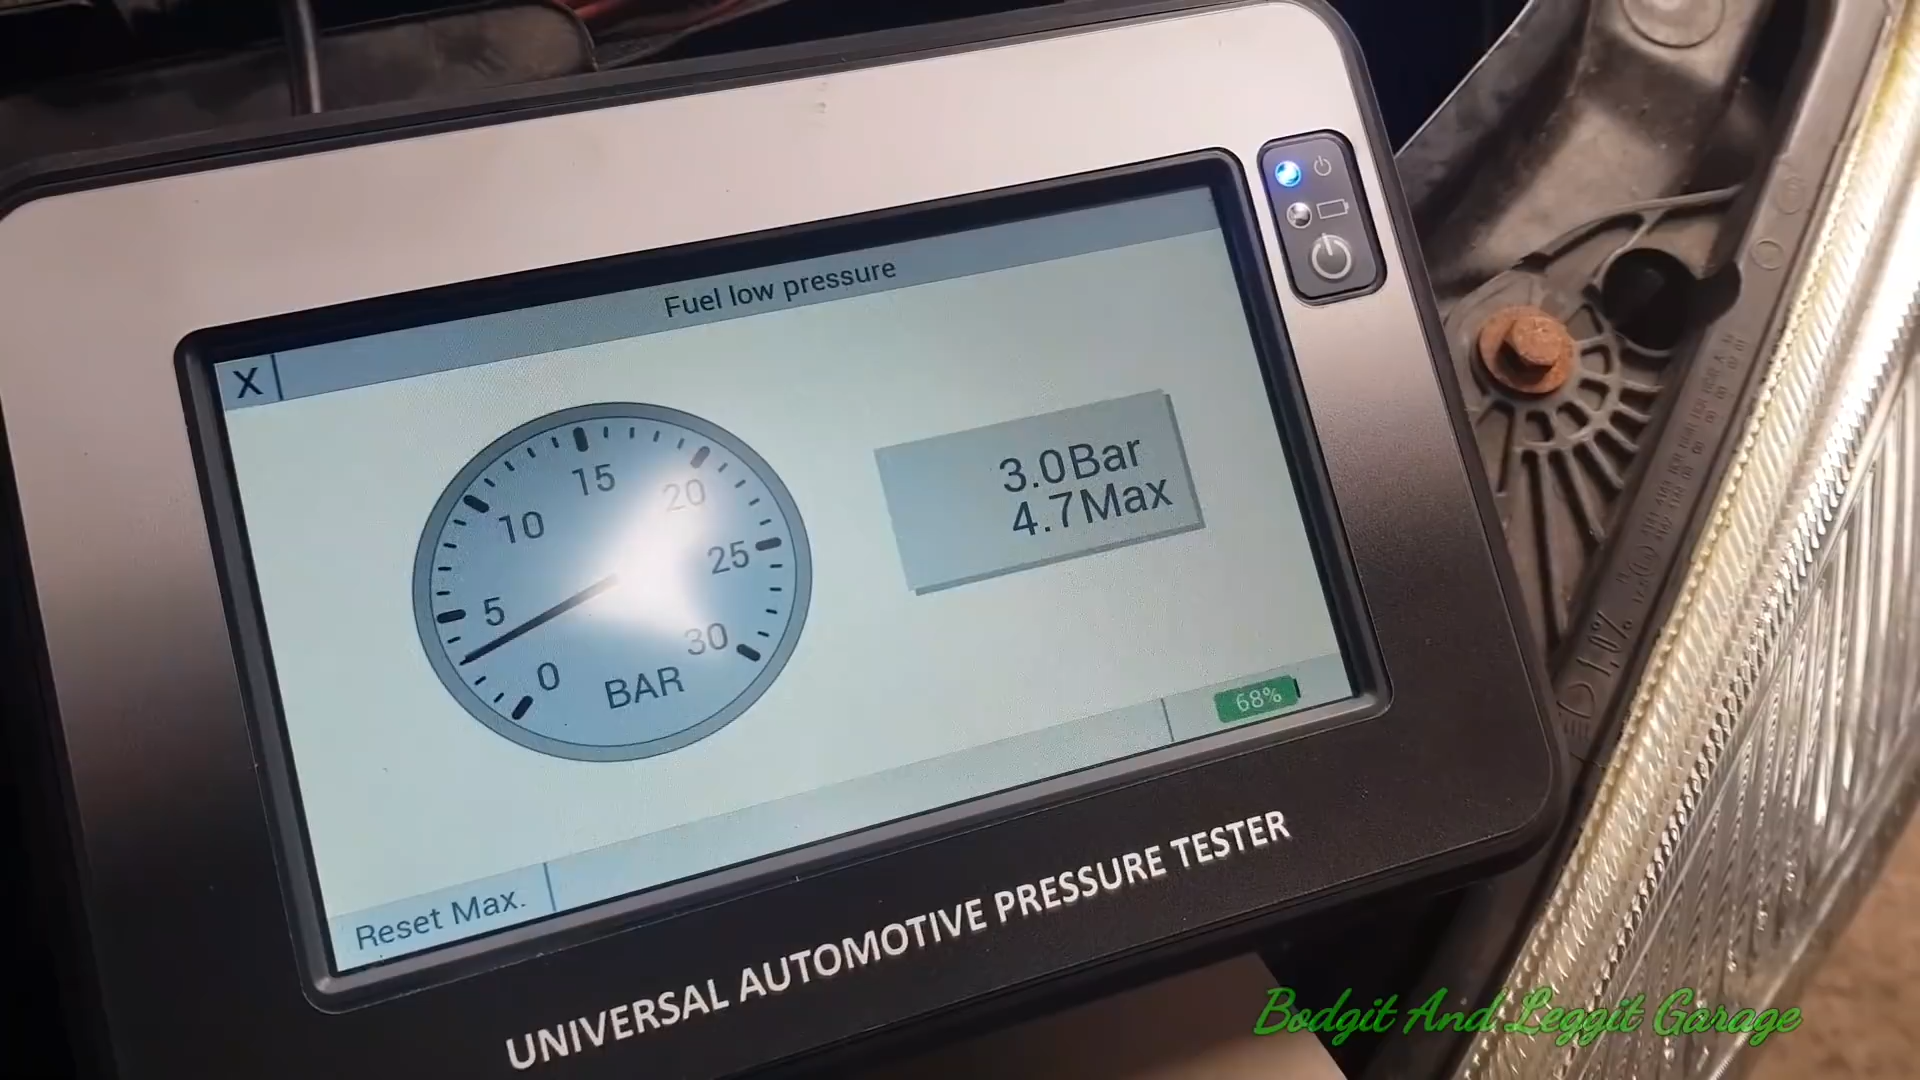 Fuel low pressure
X
15
20
10
25
5
30
0
BAR
3.0Bar
4.7Max
68%
Reset Max.
UNIVERSAL AUTOMOTIVE PRESSURE TESTER
Bodgit And Leggit Garage